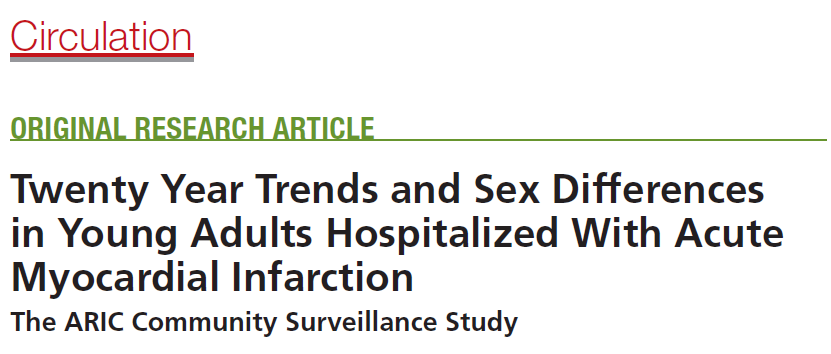 Circulation
ORIGINAL RESEARCH ARTICLE
Twenty Year Trends and Sex Differences
in Young Adults Hospitalized With Acute
Myocardial Infarction
The ARIC Community Surveillance Study